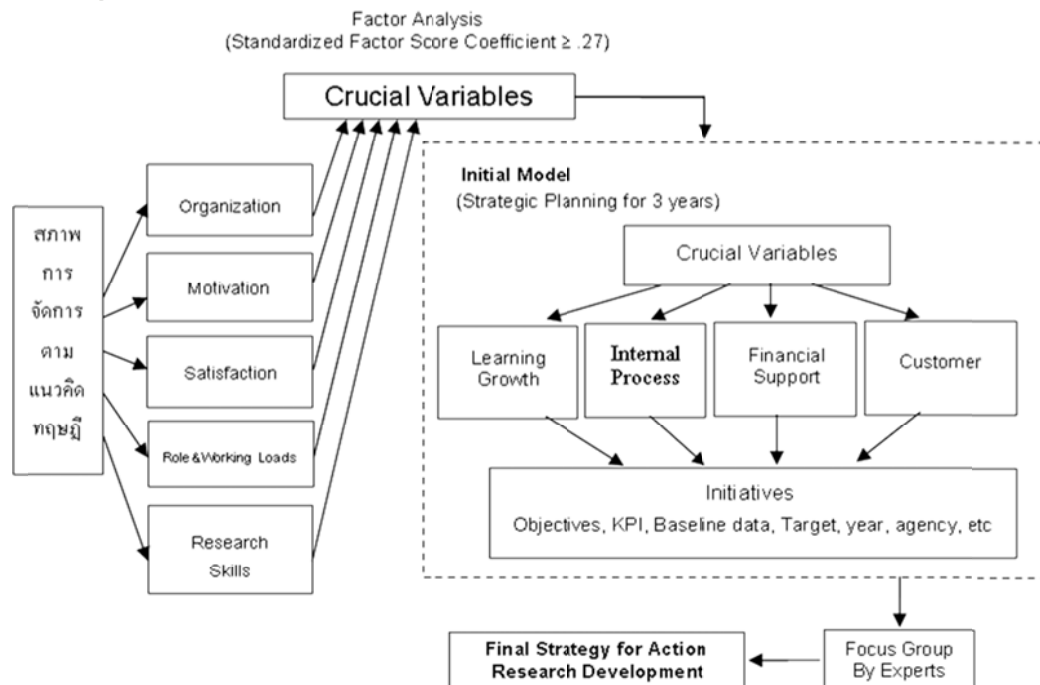 Factor Analysis
(Standardized Factor Score Coefficient ≥ .27)
Crucial Variables
สภาพ
การ
จัดการ
ตาม
แนวคิด
ทฤษฎี
Organization
Motivation
Satisfaction
Role&Working Loads
Research
Skills
Initial Model
(Strategic Planning for 3 years)
Crucial Variables
Learning
Growth
Internal
Process
Financial
Support
Customer
Initiatives
Objectives, KPI, Baseline data, Target, year, agency, etc
Final Strategy for Action
Research Development
Focus Group
By Experts